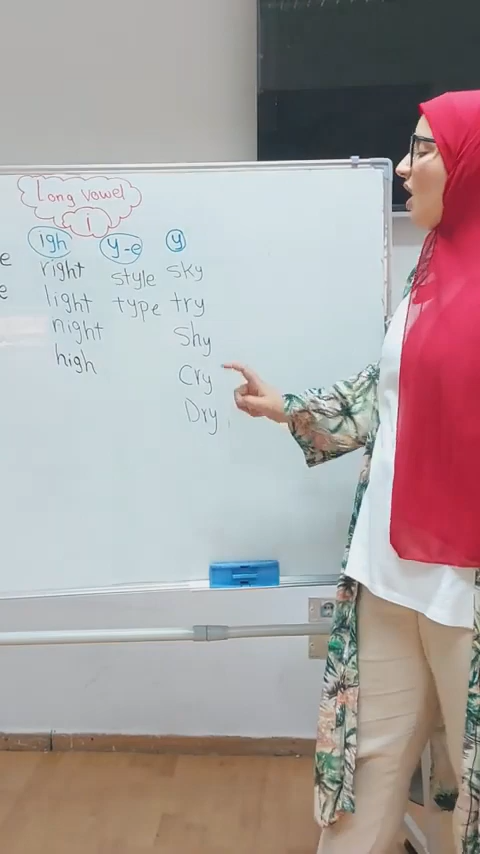 Long vowel
i
igh y-e y
e right style sky
e light type try
night Shy
high Cry
Dry